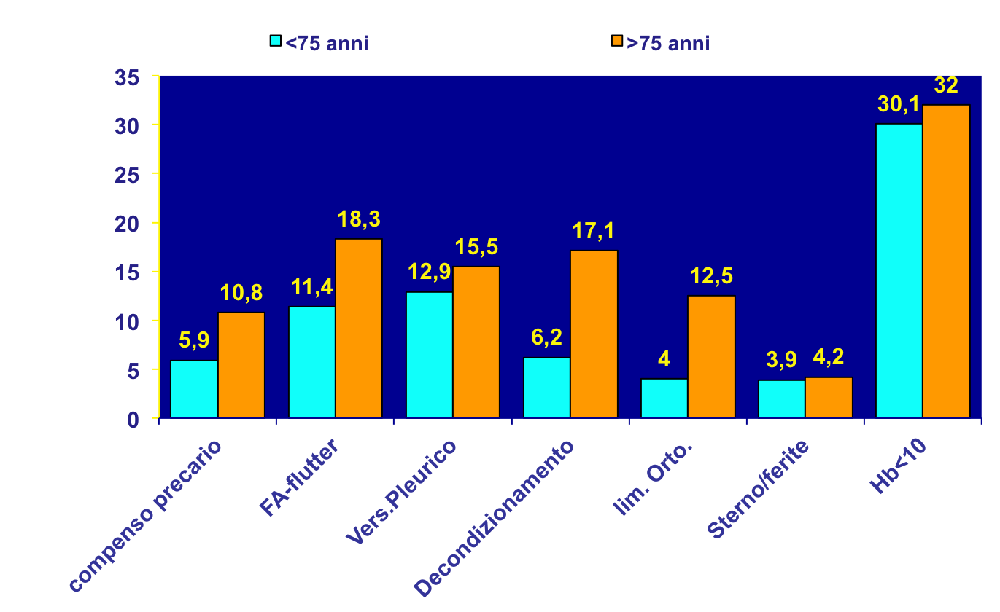 <75 anni
>75 anni
35
30
25
20
15
10
5
0
5,9
10,8
11,4
18,3
12,9
15,5
6,2
17,1
4
12,5
3,9
4,2
30,1
32
compenso precario
FA-flutter
Vers.Pleurico
Decondizionamento
lim. Orto.
Sterno/ferite
Hb<10